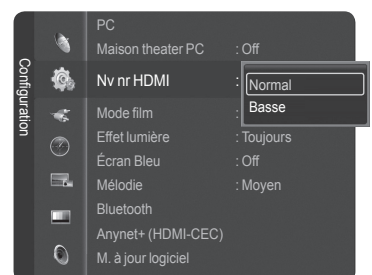 Configuration
PC
Maison theater PC : Off
Nv nr HDMI :
Normal
Basse
Mode film :
Effet lumière : Toujours
Écran Bleu : Off
Mélodie : Moyen
Bluetooth
Anynet+ (HDMI-CEC)
M. à jour logiciel